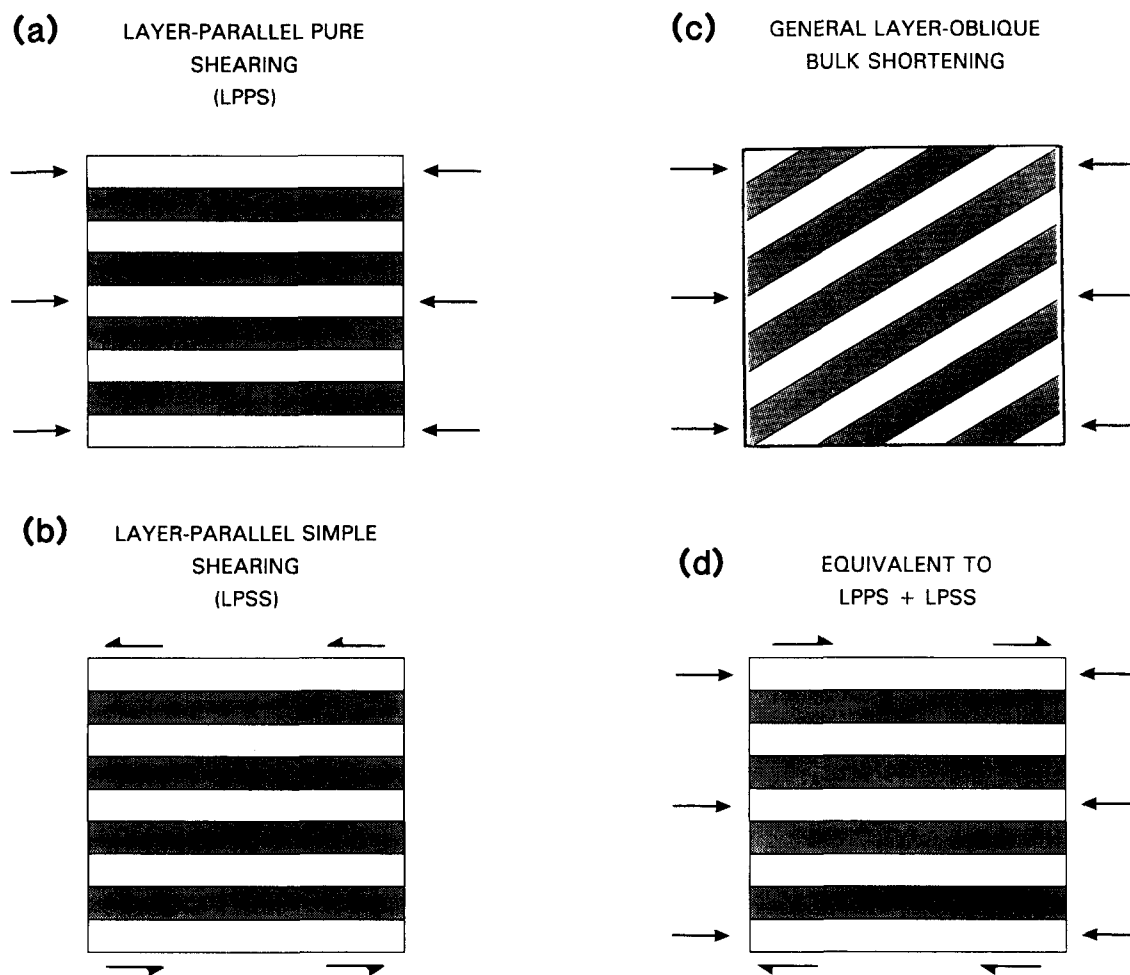 (a) LAYER-PARALLEL PURE
SHEARING
(LPPS)
(b) LAYER-PARALLEL SIMPLE
SHEARING
(LPSS)
(c) GENERAL LAYER-OBLIQUE
BULK SHORTENING
(d) EQUIVALENT TO
LPPS + LPSS